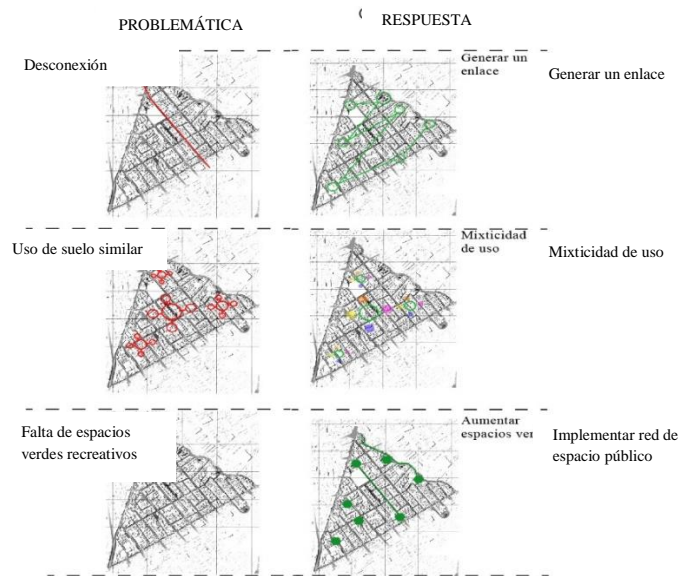 PROBLEMÁTICA
RESPUESTA
Desconexión
Generar un
enlace
Generar un enlace
Uso de suelo similar
Mixticidad
de uso
Mixticidad de uso
Falta de espacios
verdes recreativos
Aumentar
espacios ver
Implementar red de
espacio público